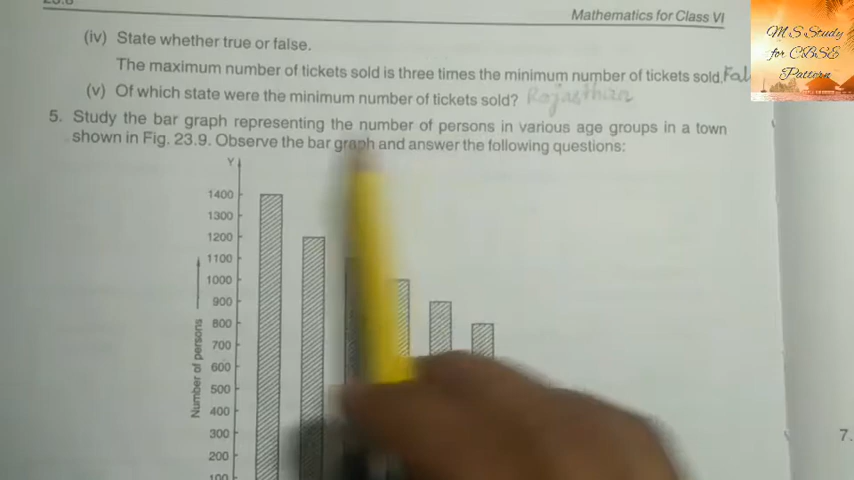 Mathematics for Class VI
M S Study
for CBSE
Pattern
(iv) State whether true or false.
The maximum number of tickets sold is three times the minimum number of tickets sold. Fal
(v) Of which state were the minimum number of tickets sold? Rajasthan
5. Study the bar graph representing the number of persons in various age groups in a town
shown in Fig. 23.9. Observe the bar graph and answer the following questions:
Y
1400
1300
1200
1100
1000
900
800
700
600
500
400
300
200
100
Number of persons
7.